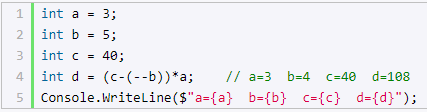 1 int a = 3;
2 int b = 5;
3 int c = 40;
4 int d = (c-(--b))*a;    // a=3  b=4  c=40  d=108
5 Console.WriteLine($"a={a}  b={b}  c={c}  d={d}");